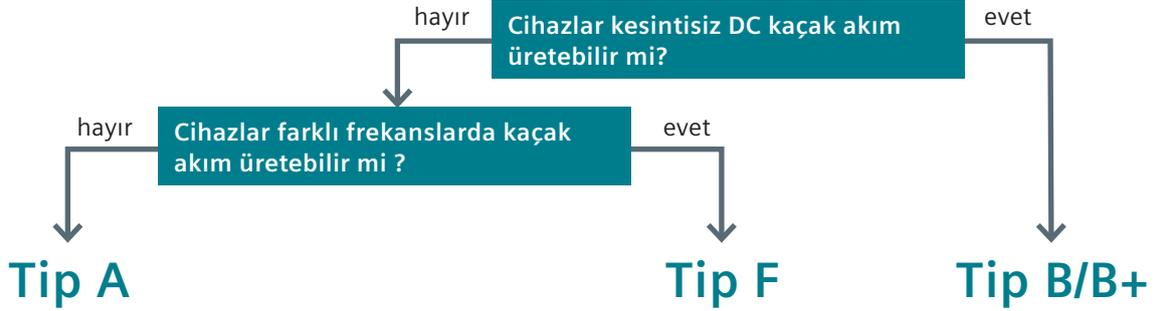 hayır
Cihazlar kesintisiz DC kaçak akım
üretebilir mi?
evet
hayır
Cihazlar farklı frekanslarda kaçak
akım üretebilir mi ?
evet
Tip A
Tip F
Tip B/B+